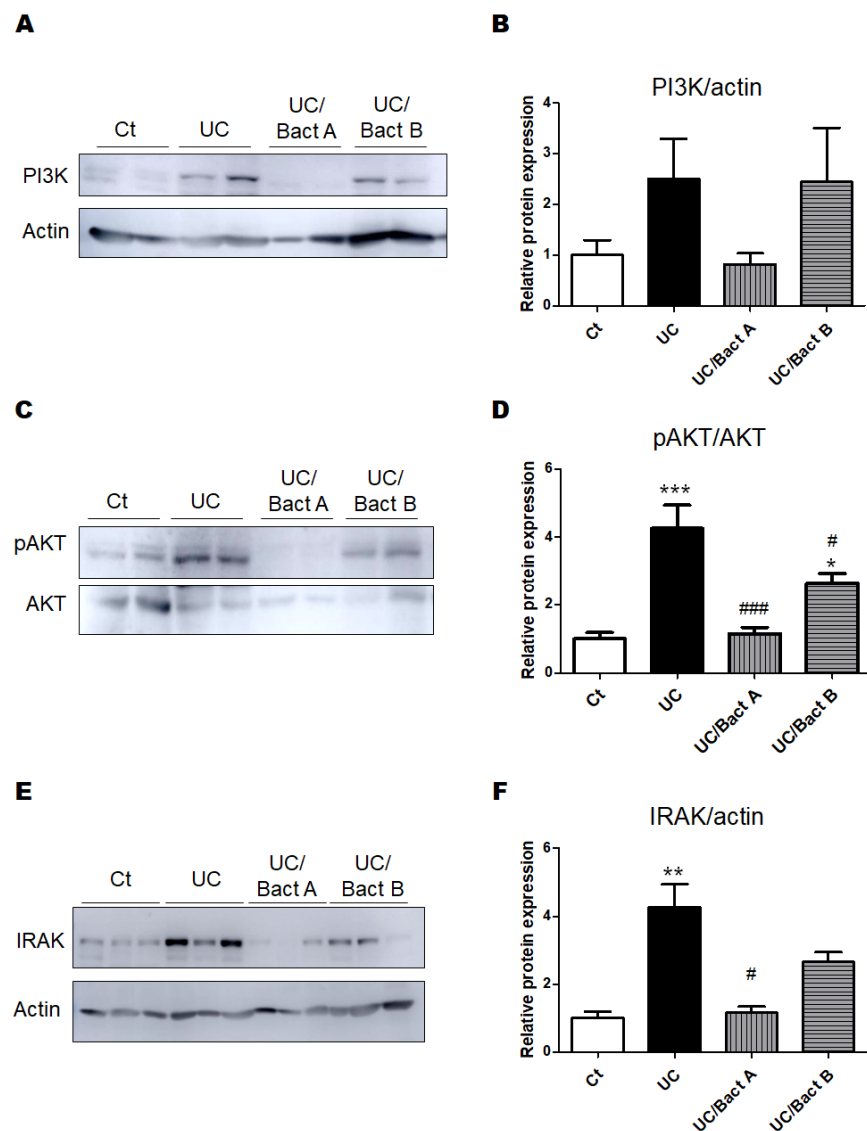 A
Ct
UC
UC/
Bact A
UC/
Bact B
PI3K
Actin
B
PI3K/actin
Relative protein expression
4
3
2
1
0
Ct
UC
UC/Bact A
UC/Bact B
C
Ct
UC
UC/
Bact A
UC/
Bact B
pAKT
AKT
D
pAKT/AKT
Relative protein expression
6
4
2
0
***
###
#
*
Ct
UC
UC/Bact A
UC/Bact B
E
Ct
UC
UC/
Bact A
UC/
Bact B
IRAK
Actin
F
IRAK/actin
Relative protein expression
6
4
2
0
**
#
Ct
UC
UC/Bact A
UC/Bact B